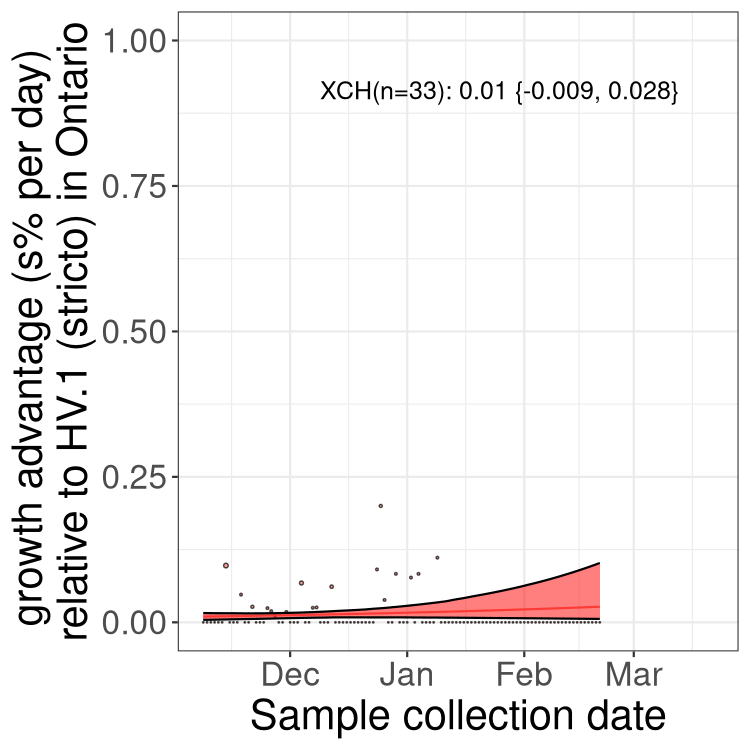 growth advantage (s% per day)
relative to HV.1 (stricto) in Ontario
1.00
0.75
0.50
0.25
0.00
XCH(n=33): 0.01 {-0.009, 0.028}
Dec Jan Feb Mar
Sample collection date